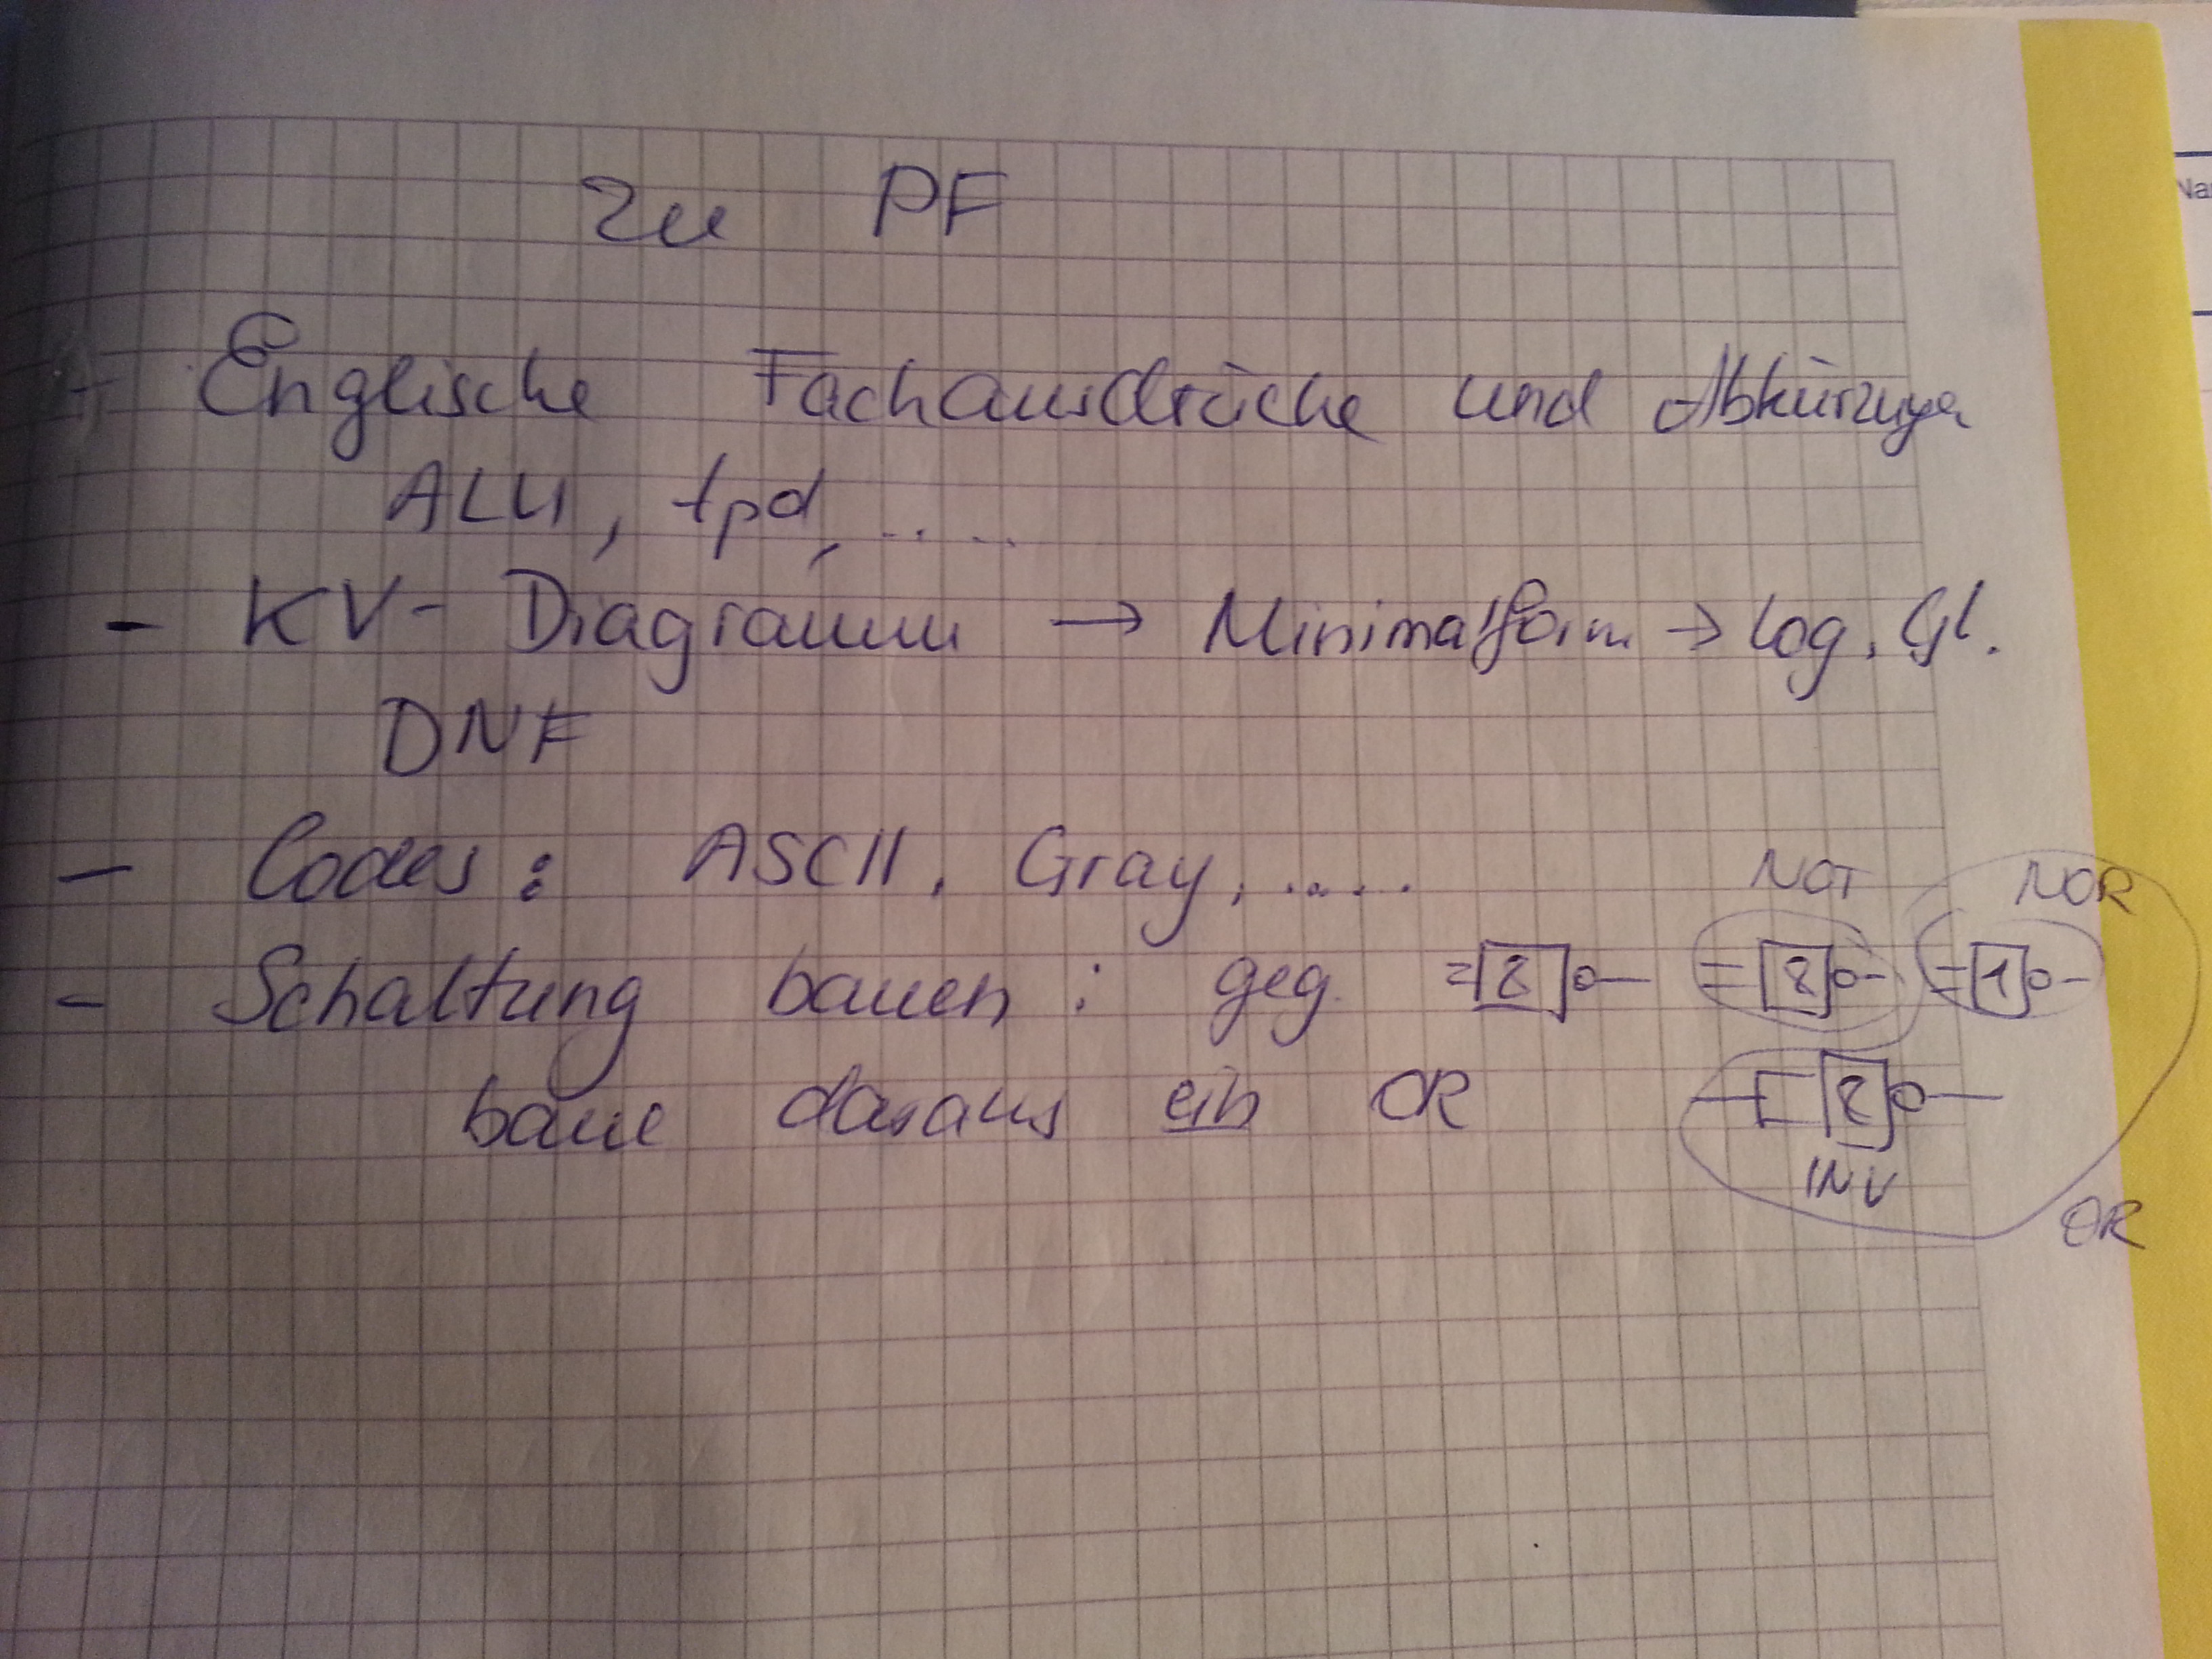 zu PF
- Englische Fachausdrücke und Abkürzungen
ALU, tpd, .....
- KV-Diagramm → Minimalform → log. Gl.
DNF
- Codes: ASCII, Gray, .....
NOT NOR
- Schaltung bauen: geg. & & 1
baue daraus ein OR &
INV
OR
Na